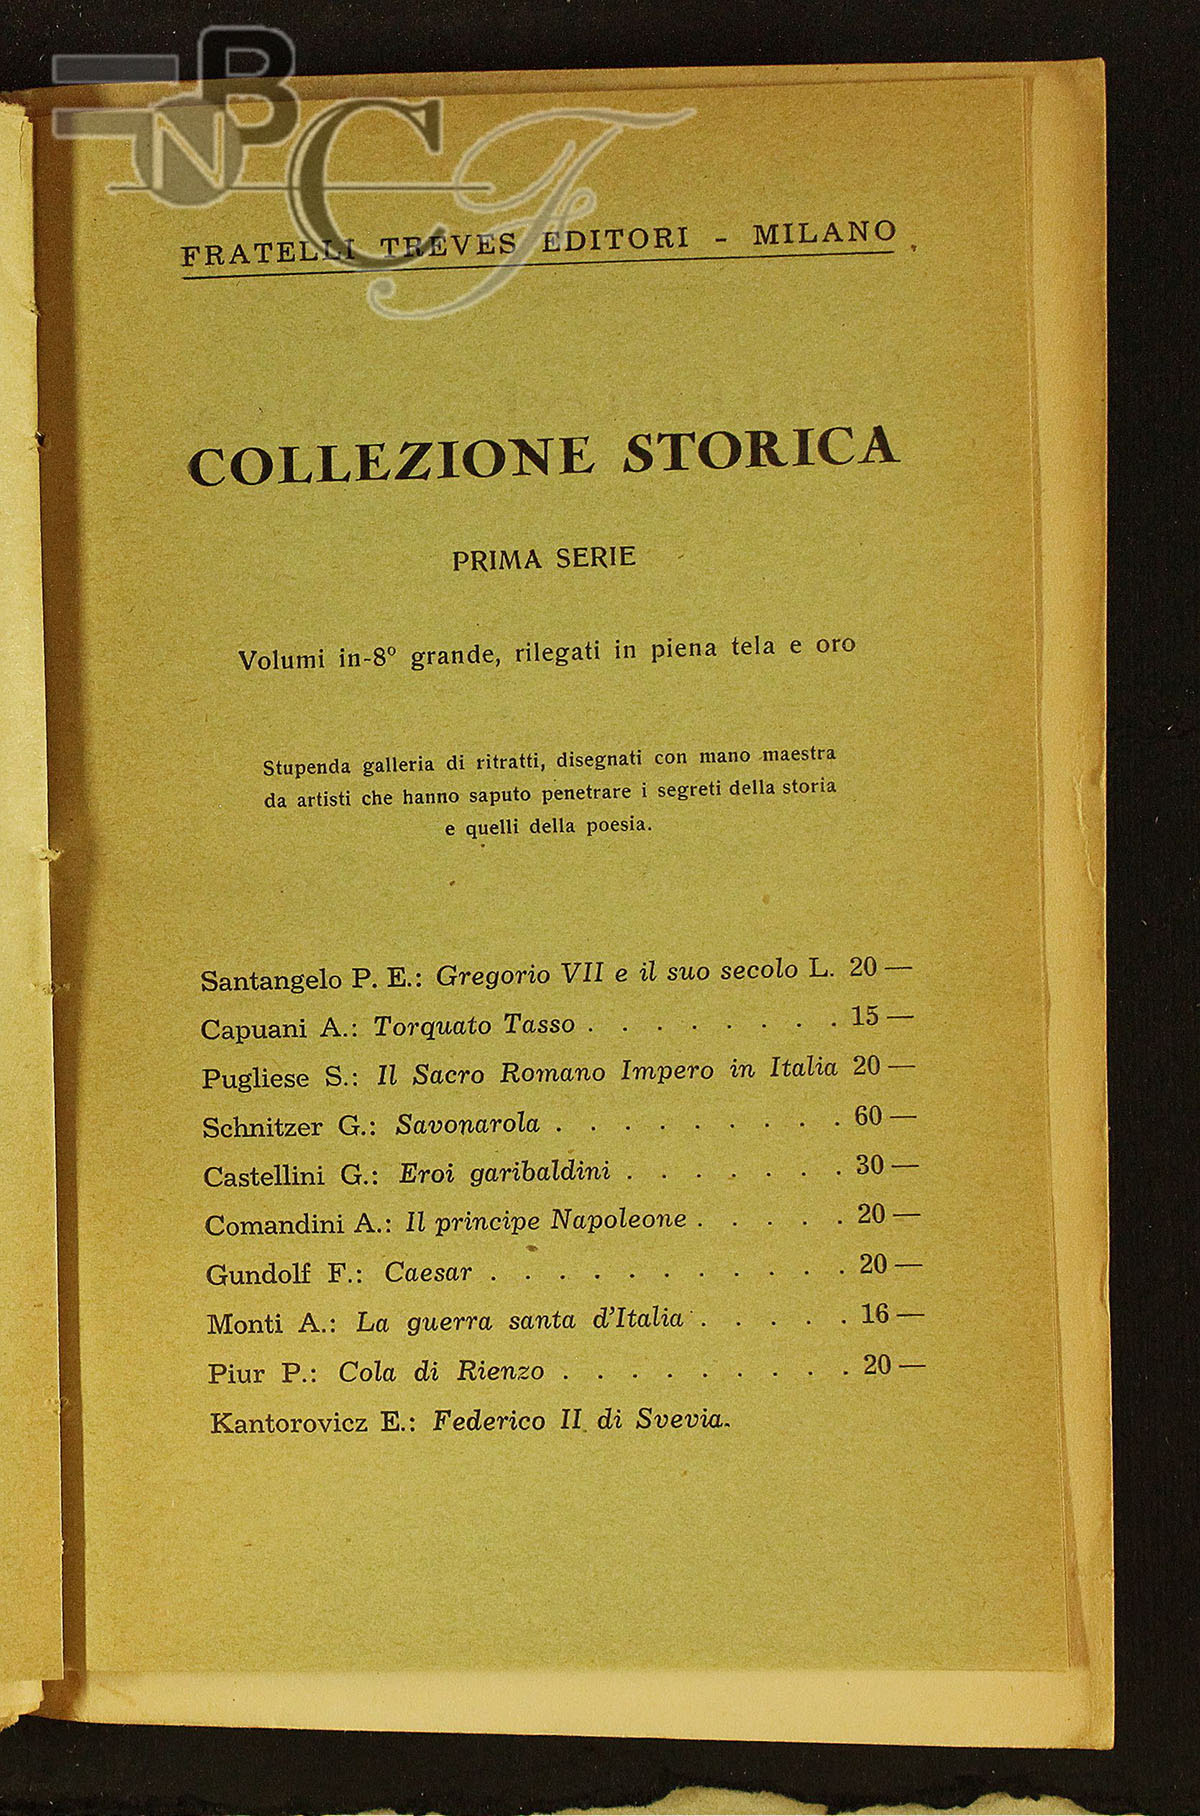 FRATELLI TREVES EDITORI - MILANO
COLLEZIONE STORICA
PRIMA SERIE
Volumi in-8º grande, rilegati in piena tela e oro
Stupenda galleria di ritratti, disegnati con mano maestra
da artisti che hanno saputo penetrare i segreti della storia
e quelli della poesia.
Santangelo P. E.: Gregorio VII e il suo secolo L. 20 —
Capuani A.: Torquato Tasso . . . . . . . . 15 —
Pugliese S.: Il Sacro Romano Impero in Italia 20 —
Schnitzer G.: Savonarola . . . . . . . . . 60 —
Castellini G.: Eroi garibaldini . . . . . . . 30 —
Comandini A.: Il principe Napoleone . . . . . 20 —
Gundolf F.: Caesar . . . . . . . . . . . 20 —
Monti A.: La guerra santa d'Italia . . . . . 16 —
Piur P.: Cola di Rienzo . . . . . . . . . 20 —
Kantorovicz E.: Federico II di Svevia.